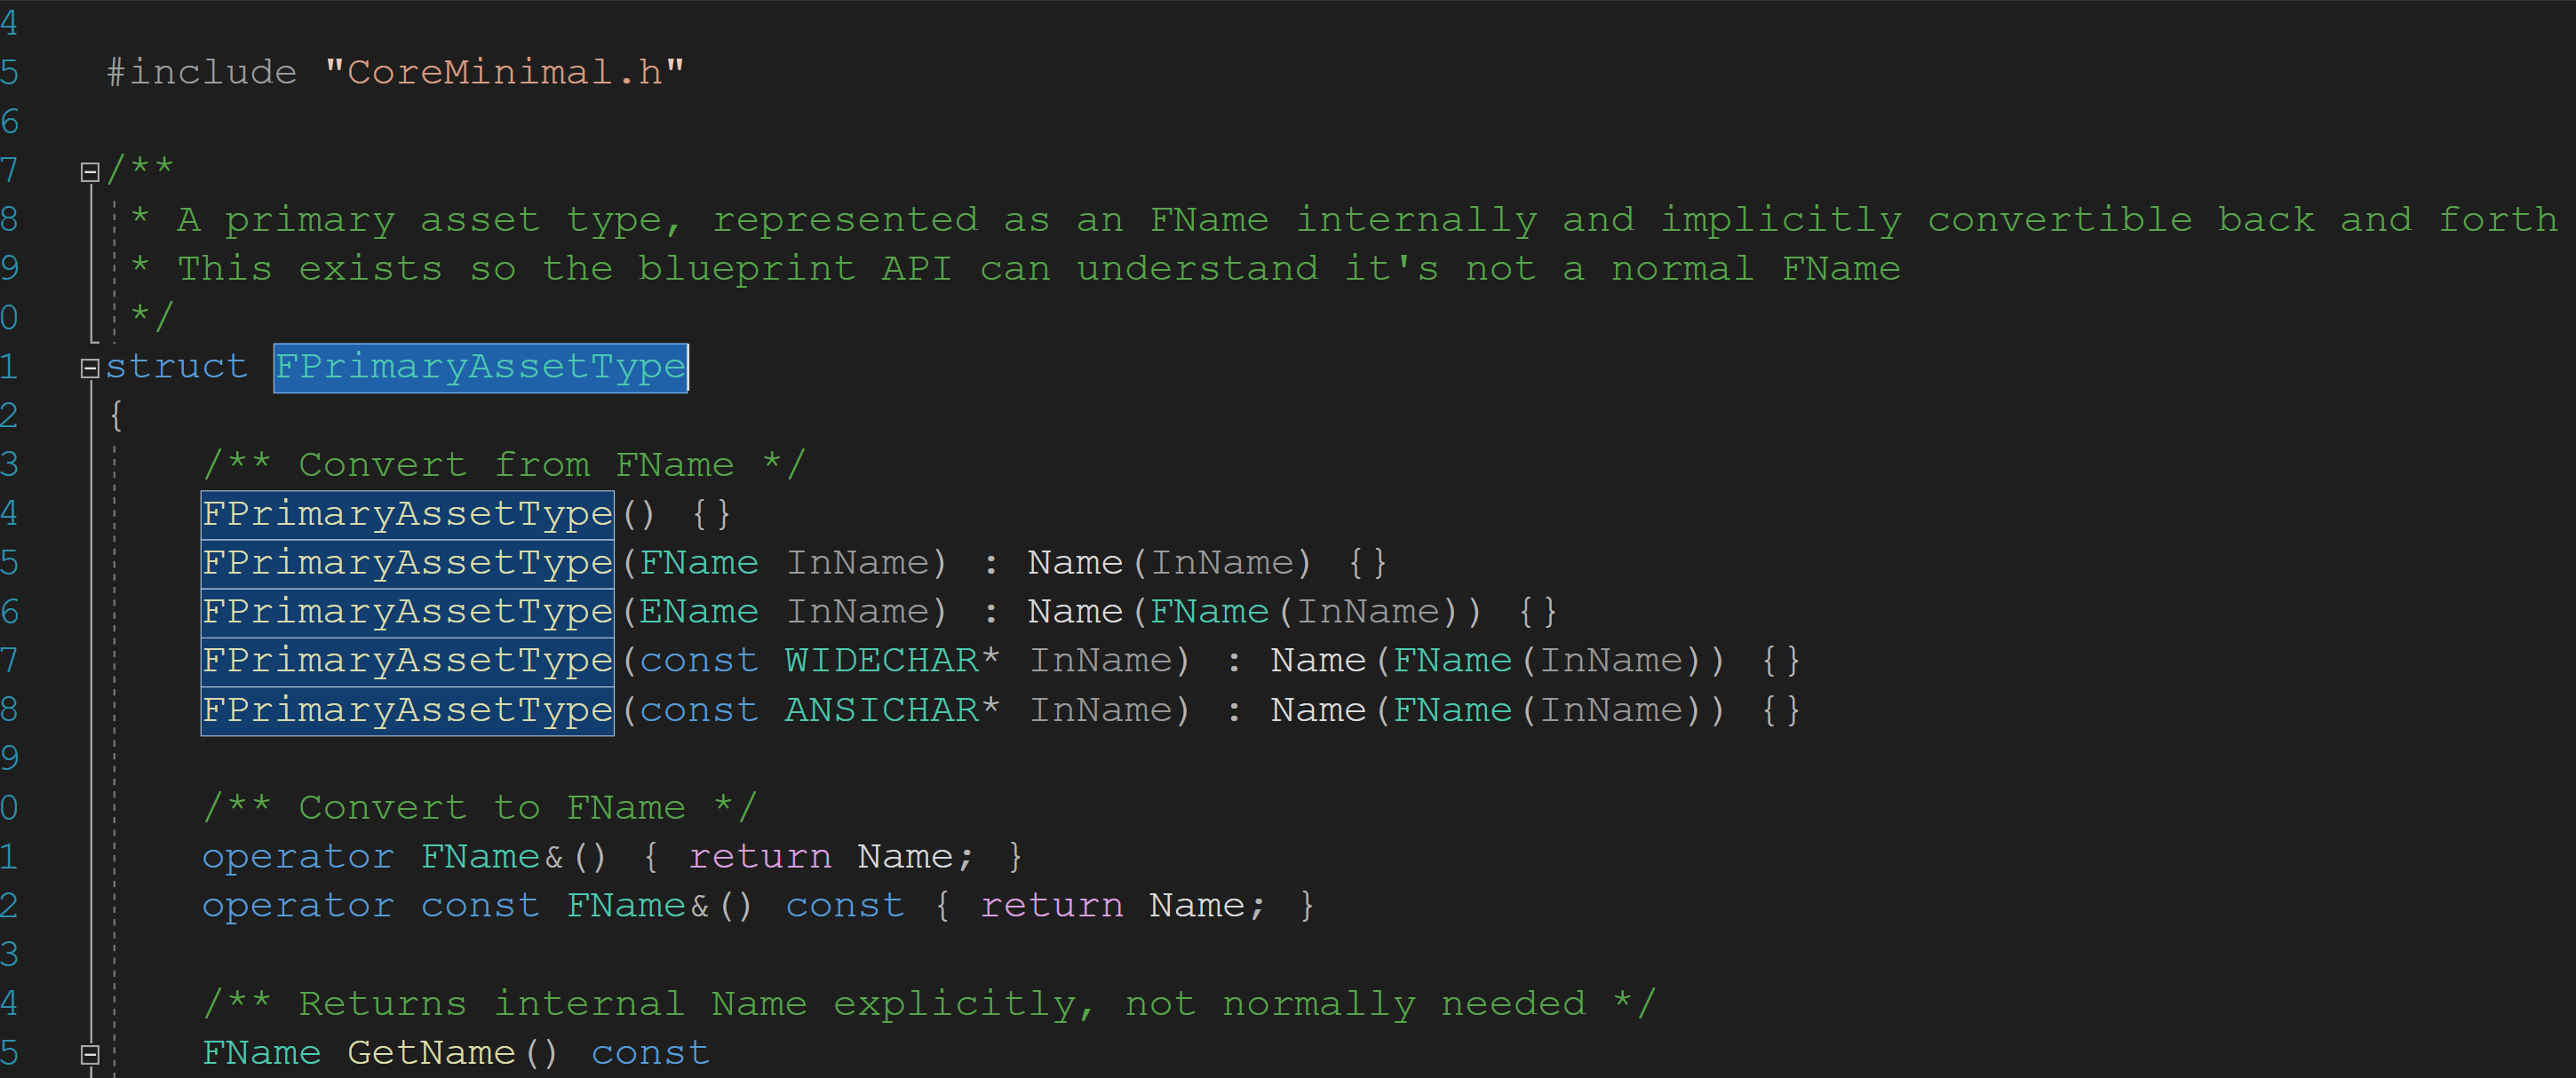 4
5 #include "CoreMinimal.h"
6
7 /**
8 * A primary asset type, represented as an FName internally and implicitly convertible back and forth
9 * This exists so the blueprint API can understand it's not a normal FName
0 */
1 struct FPrimaryAssetType
2 {
3 /** Convert from FName */
4 FPrimaryAssetType() {}
5 FPrimaryAssetType(FName InName) : Name(InName) {}
6 FPrimaryAssetType(EName InName) : Name(FName(InName)) {}
7 FPrimaryAssetType(const WIDECHAR* InName) : Name(FName(InName)) {}
8 FPrimaryAssetType(const ANSICHAR* InName) : Name(FName(InName)) {}
9
0 /** Convert to FName */
1 operator FName&() { return Name; }
2 operator const FName&() const { return Name; }
3
4 /** Returns internal Name explicitly, not normally needed */
5 FName GetName() const